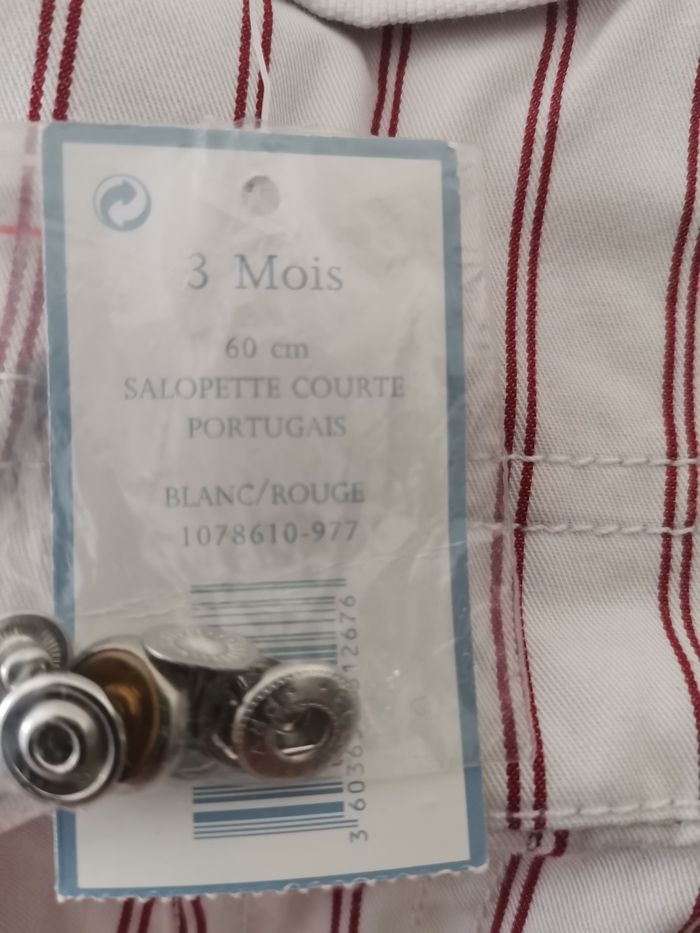 3 Mois
60 cm
SALOPETTE COURTE
PORTUGAIS
BLANC/ROUGE
1078610-977